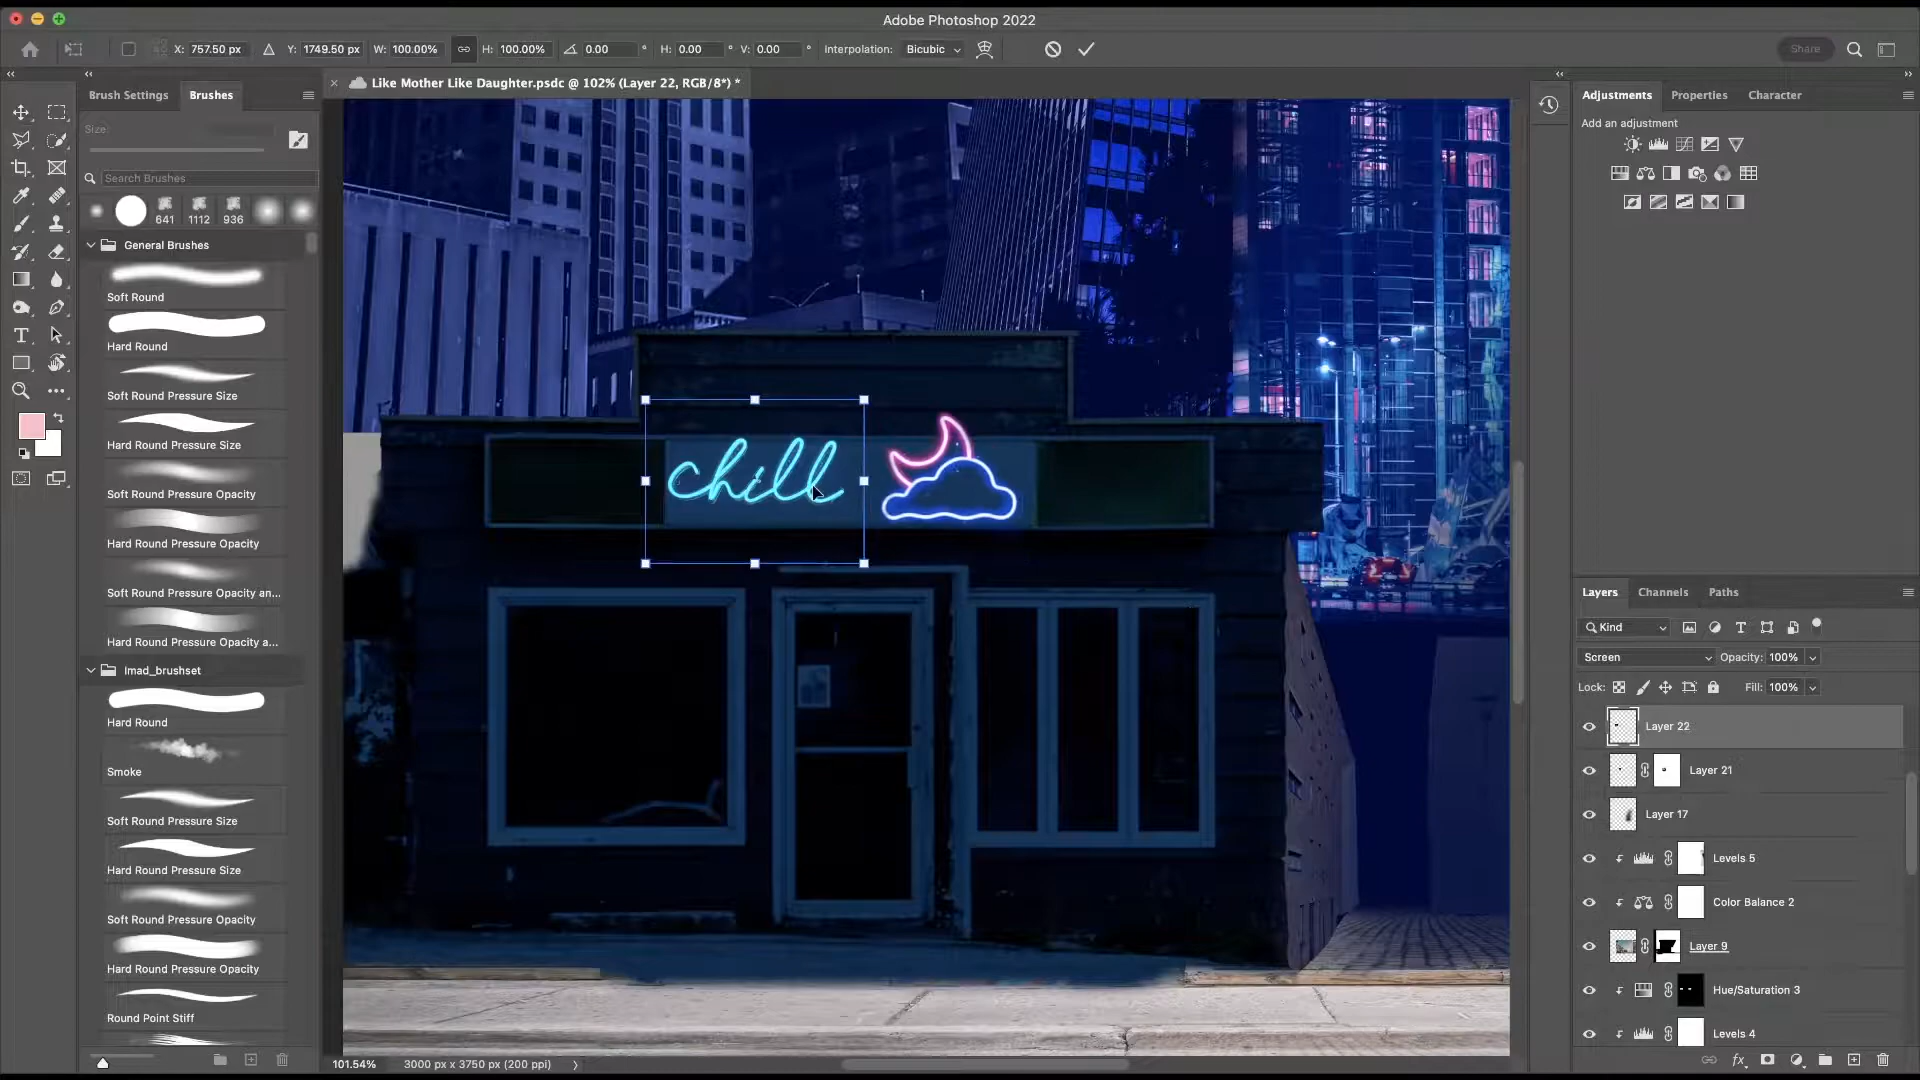 Adobe Photoshop 2022
X: 757.50 px Y: 1749.50 px W: 100.00% H: 100.00% 0.00 ° H: 0.00 ° V: 0.00 ° Interpolation: Bicubic Share
Brush Settings Brushes
× Like Mother Like Daughter.psdc @ 102% (Layer 22, RGB/8*) *
Adjustments Properties Character
Size:
Add an adjustment
Search Brushes
641 1112 936
General Brushes
Soft Round
Hard Round
Soft Round Pressure Size
Hard Round Pressure Size
Soft Round Pressure Opacity
Hard Round Pressure Opacity
Soft Round Pressure Opacity an...
Hard Round Pressure Opacity a...
Imad_brushset
Hard Round
Smoke
Soft Round Pressure Size
Hard Round Pressure Size
Soft Round Pressure Opacity
Hard Round Pressure Opacity
Round Point Stiff
chill
Layers Channels Paths
Kind
Screen Opacity: 100%
Lock: Fill: 100%
Layer 22
Layer 21
Layer 17
Levels 5
Color Balance 2
Layer 9
Hue/Saturation 3
Levels 4
fx
101.54% 3000 px x 3750 px (200 ppi)